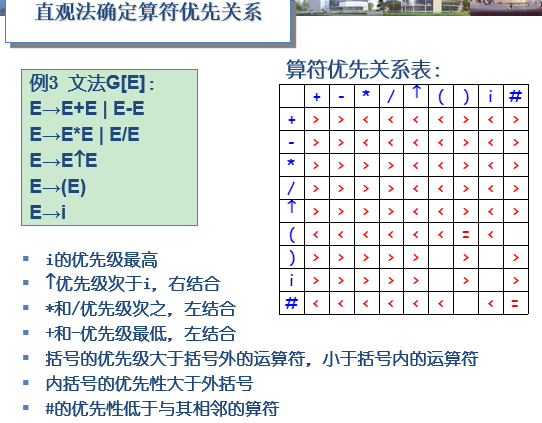 直观法确定算符优先关系
例3 文法G[E]:
E→E+E | E-E
E→E*E | E/E
E→E↑E
E→(E)
E→i
算符优先关系表:
+ - * / ↑ ( ) i #
+ > > < < < < > < >
- > > < < < < > < >
* > > > > < < > < >
/ > > > > < < > < >
↑ > > > > < < > < >
( < < < < < < = <
) > > > > > > >
i > > > > > > >
# < < < < < < < =
i的优先级最高
↑优先级次于i，右结合
*和/优先级次之，左结合
+和-优先级最低，左结合
括号的优先级大于括号外的运算符，小于括号内的运算符
内括号的优先性大于外括号
#的优先性低于与其相邻的算符